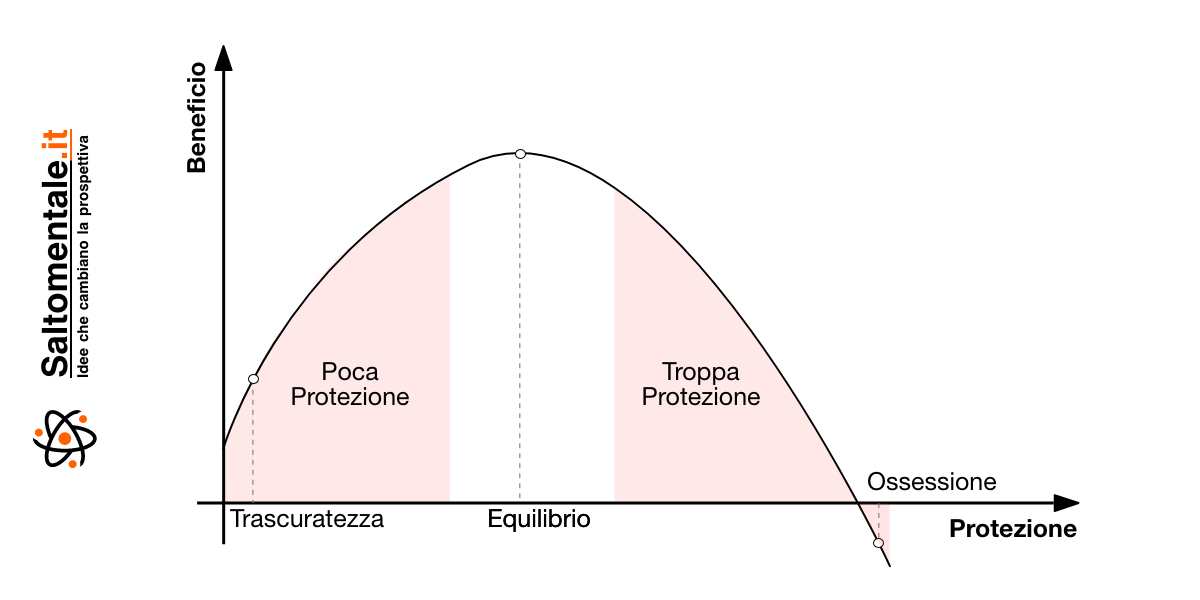 Saltomentale.it
Idee che cambiano la prospettiva
Beneficio
Poca
Protezione
Troppa
Protezione
Ossessione
Trascuratezza
Equilibrio
Protezione